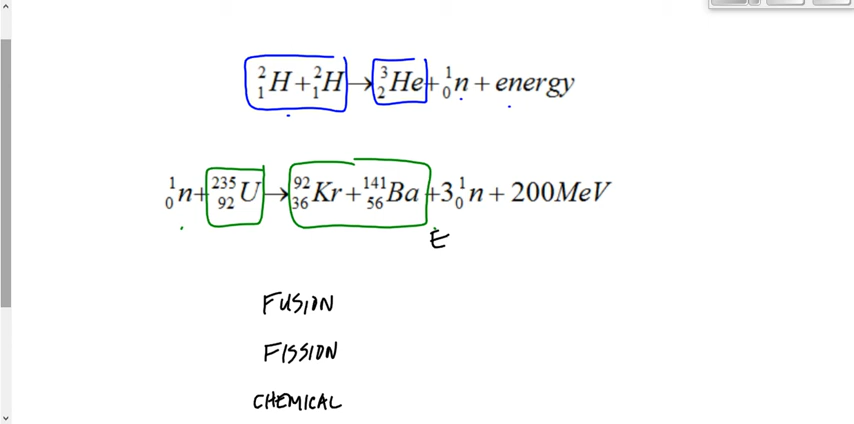 ²₁H + ²₁H → ³₂He + ¹₀n + energy
¹₀n + ²³⁵₉₂U → ⁹²₃₆Kr + ¹⁴¹₅₆Ba + 3¹₀n + 200MeV
E
FUSION
FISSION
CHEMICAL